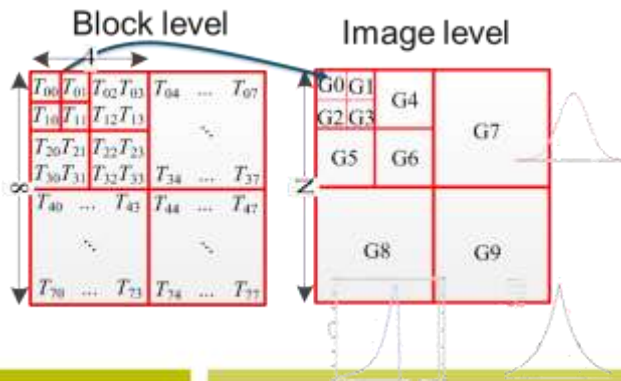 Block level
Image level
4
8
N
T00 T01 T02 T03 T04 ... T07
T10 T11 T12 T13
T20 T21 T22 T23
T30 T31 T32 T33 T34 ... T37
T40 ... T43 T44 ... T47
T70 ... T73 T74 ... T77
G0 G1
G2 G3
G4
G5
G6
G7
G8
G9